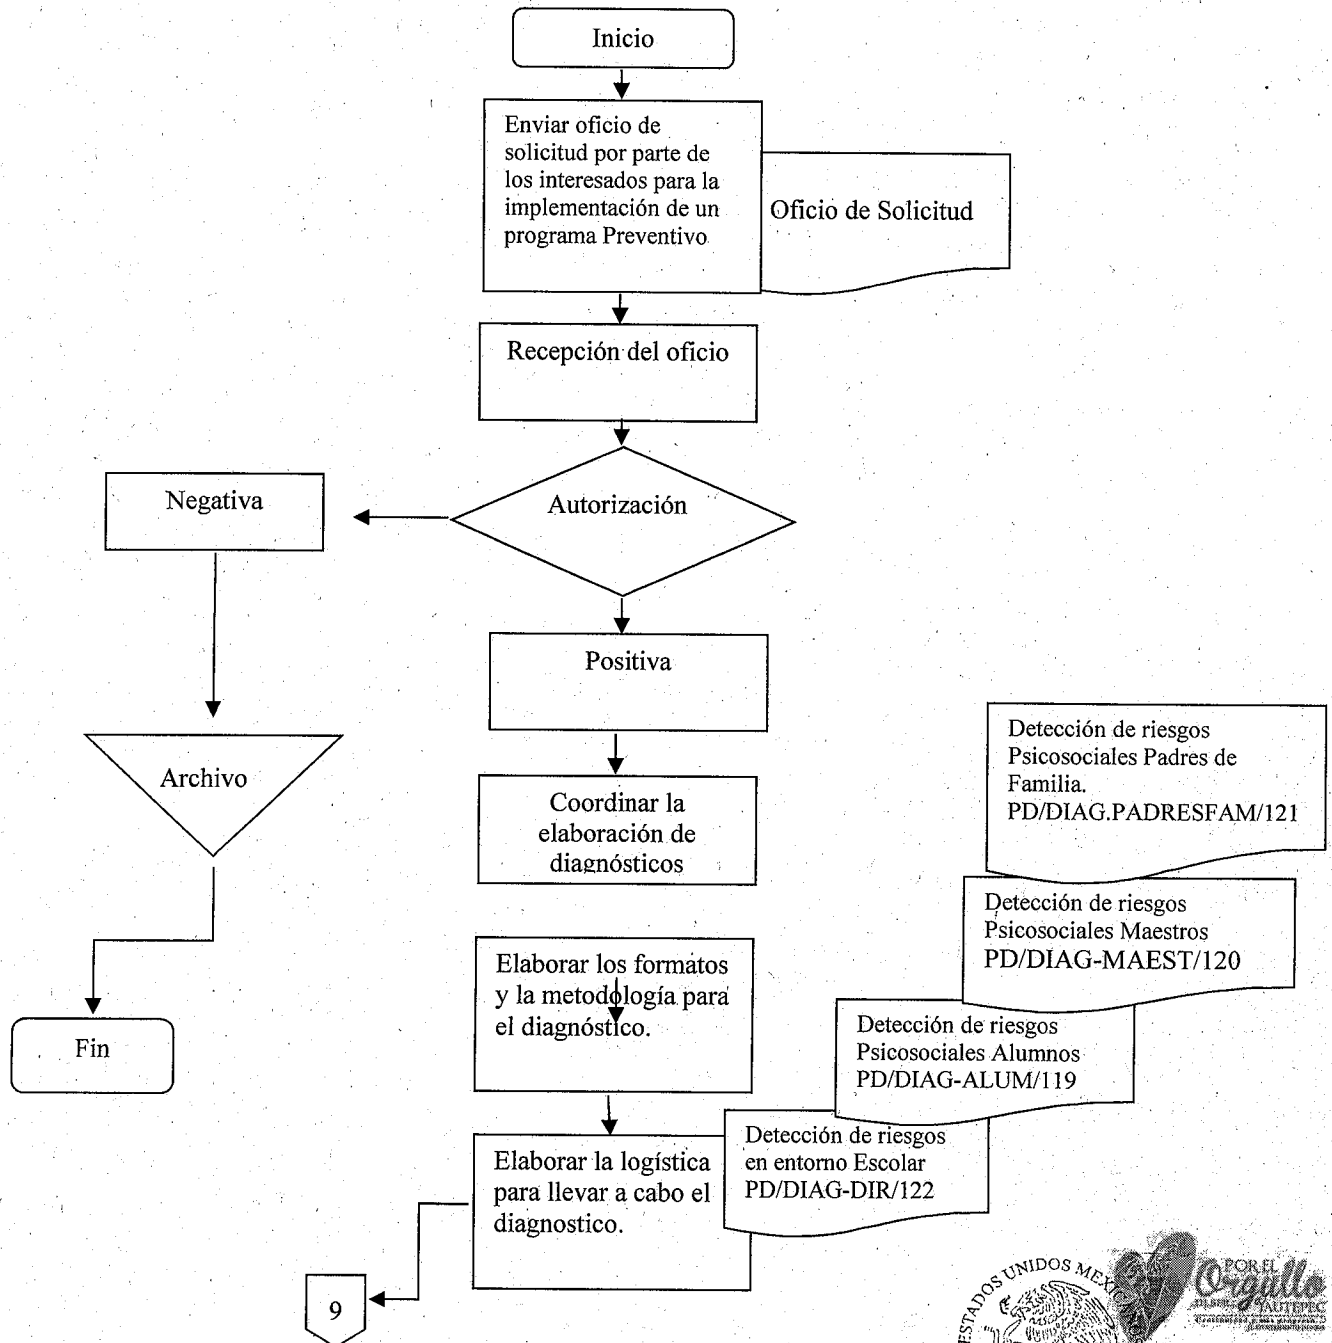 Inicio
Enviar oficio de
solicitud por parte de
los interesados para la
implementación de un
programa Preventivo
Oficio de Solicitud
Recepción del oficio
Autorización
Negativa
Positiva
Archivo
Coordinar la
elaboración de
diagnósticos
Detección de riesgos
Psicosociales Padres de
Familia.
PD/DIAG.PADRESFAM/121
Detección de riesgos
Psicosociales Maestros
PD/DIAG-MAEST/120
Elaborar los formatos
y la metodología para
el diagnóstico.
Detección de riesgos
Psicosociales Alumnos
PD/DIAG-ALUM/119
Fin
Detección de riesgos
en entorno Escolar
PD/DIAG-DIR/122
Elaborar la logística
para llevar a cabo el
diagnostico.
9
ESTADOS UNIDOS
POR EL
Orgullo
YAUTEPEC